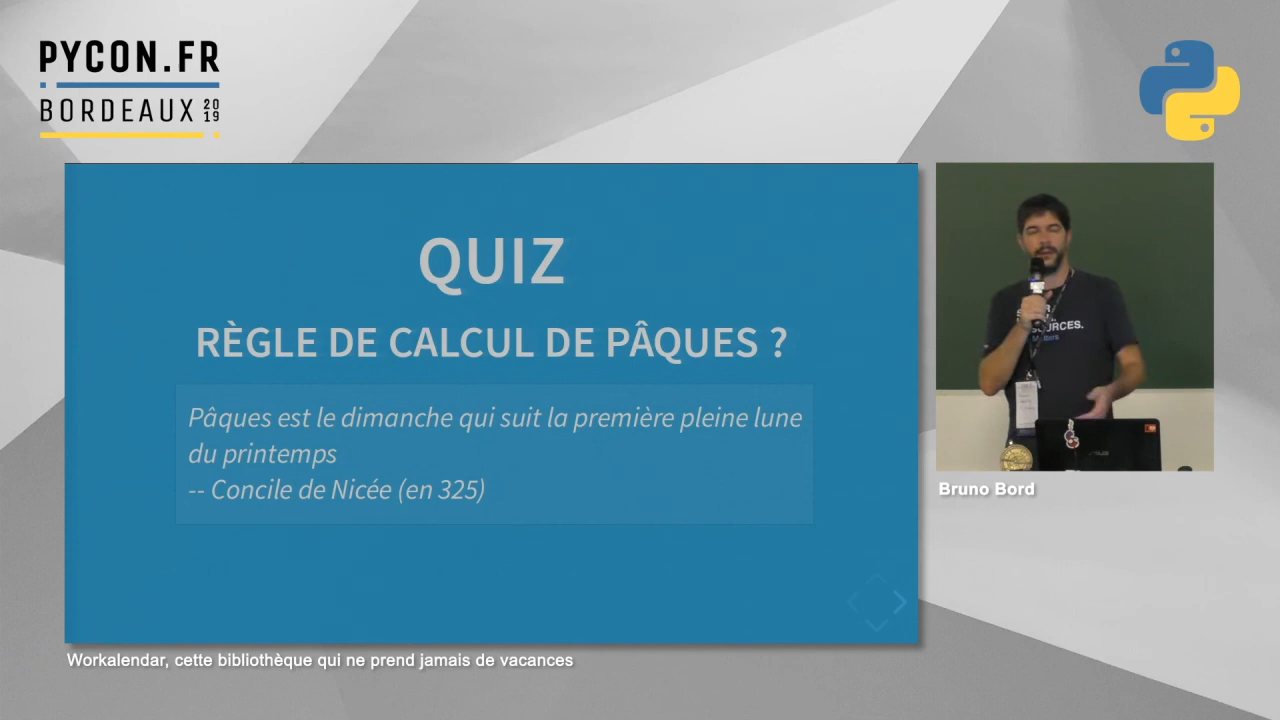 PYCON.FR
BORDEAUX 2019
QUIZ
RÈGLE DE CALCUL DE PÂQUES ?
Pâques est le dimanche qui suit la première pleine lune
du printemps
-- Concile de Nicée (en 325)
Bruno Bord
Workalendar, cette bibliothèque qui ne prend jamais de vacances